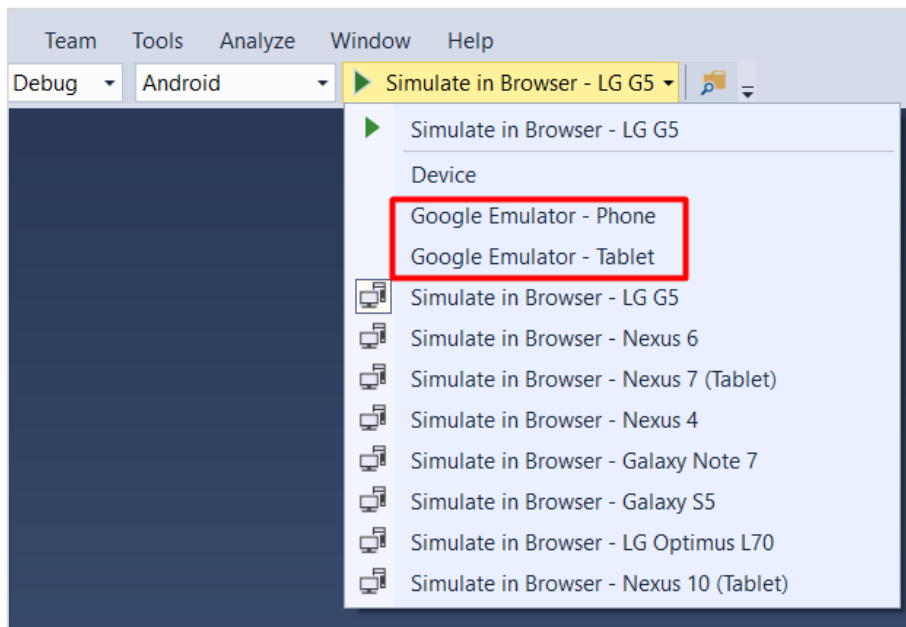 Team Tools Analyze Window Help
Debug Android Simulate in Browser - LG G5
Simulate in Browser - LG G5
Device
Google Emulator - Phone
Google Emulator - Tablet
Simulate in Browser - LG G5
Simulate in Browser - Nexus 6
Simulate in Browser - Nexus 7 (Tablet)
Simulate in Browser - Nexus 4
Simulate in Browser - Galaxy Note 7
Simulate in Browser - Galaxy S5
Simulate in Browser - LG Optimus L70
Simulate in Browser - Nexus 10 (Tablet)